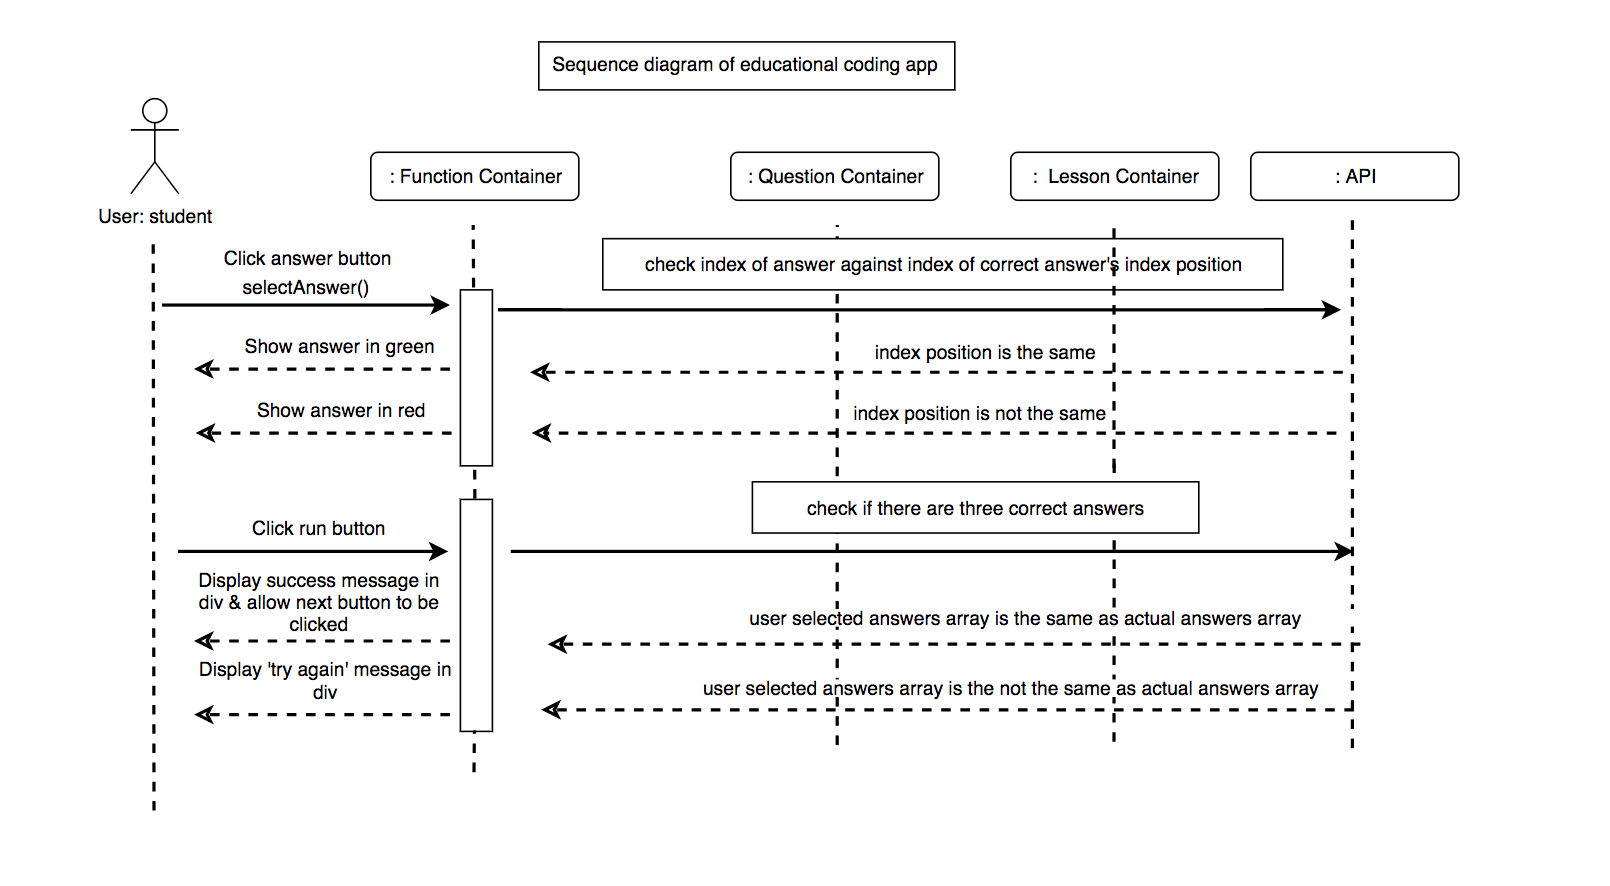 Sequence diagram of educational coding app
: Function Container
: Question Container
: Lesson Container
: API
User: student
Click answer button
selectAnswer()
check index of answer against index of correct answer's index position
Show answer in green
index position is the same
Show answer in red
index position is not the same
check if there are three correct answers
Click run button
Display success message in
div & allow next button to be
clicked
user selected answers array is the same as actual answers array
Display 'try again' message in
div
user selected answers array is the not the same as actual answers array